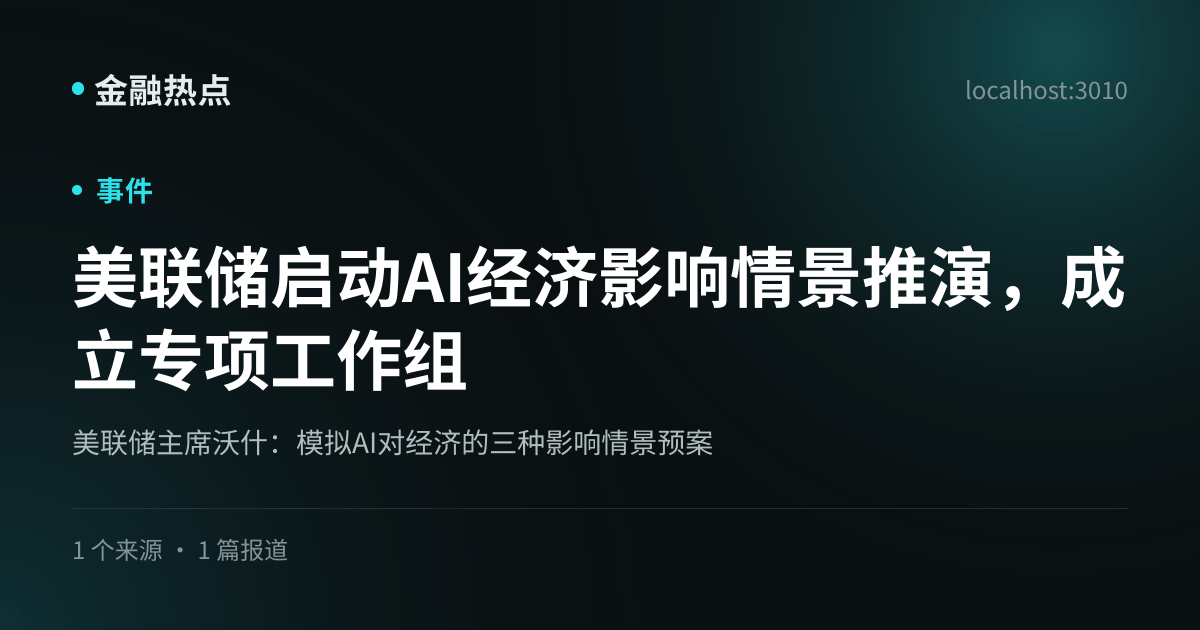 金融热点
localhost:3010
事件
美联储启动AI经济影响情景推演，成
立专项工作组
美联储主席沃什：模拟AI对经济的三种影响情景预案
1 个来源 · 1 篇报道